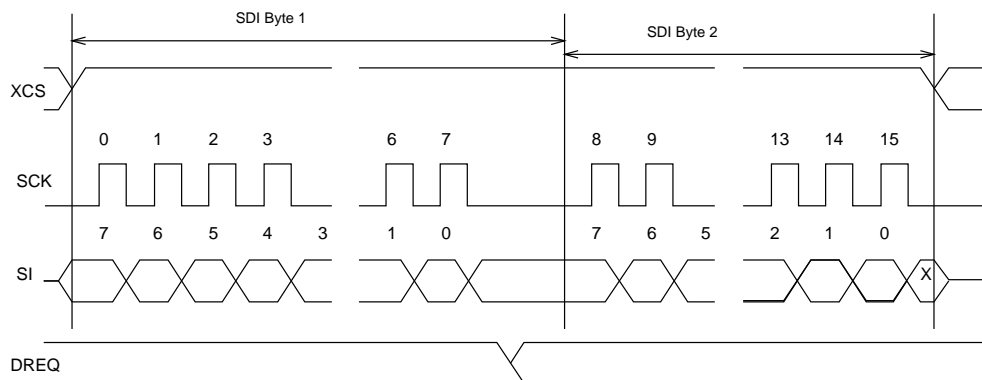 SDI Byte 1
SDI Byte 2
XCS
0 1 2 3 6 7 8 9 13 14 15
SCK
7 6 5 4 3 1 0 7 6 5 2 1 0
SI
X
DREQ